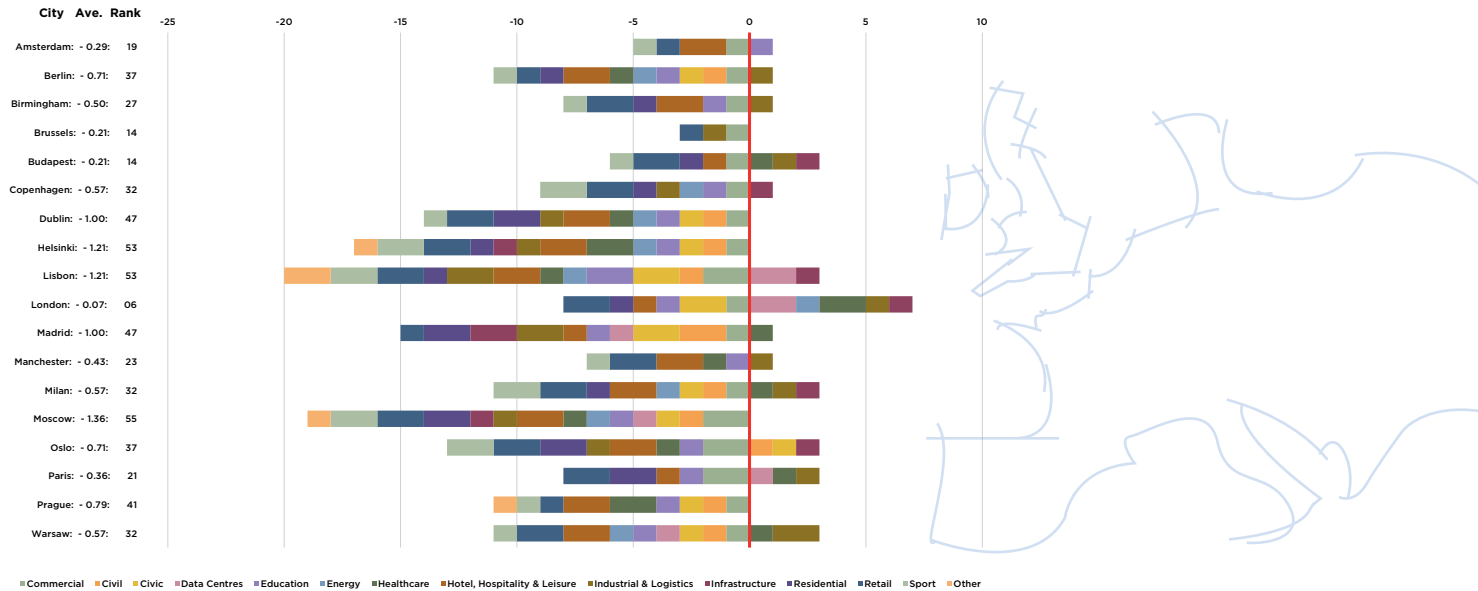 City Ave. Rank
-25 -20 -15 -10 -5 0 5 10
Amsterdam: - 0.29: 19
Berlin: - 0.71: 37
Birmingham: - 0.50: 27
Brussels: - 0.21: 14
Budapest: - 0.21: 14
Copenhagen: - 0.57: 32
Dublin: - 1.00: 47
Helsinki: - 1.21: 53
Lisbon: - 1.21: 53
London: - 0.07: 06
Madrid: - 1.00: 47
Manchester: - 0.43: 23
Milan: - 0.57: 32
Moscow: - 1.36: 55
Oslo: - 0.71: 37
Paris: - 0.36: 21
Prague: - 0.79: 41
Warsaw: - 0.57: 32
Commercial Civil Civic Data Centres Education Energy Healthcare Hotel, Hospitality & Leisure Industrial & Logistics Infrastructure Residential Retail Sport Other